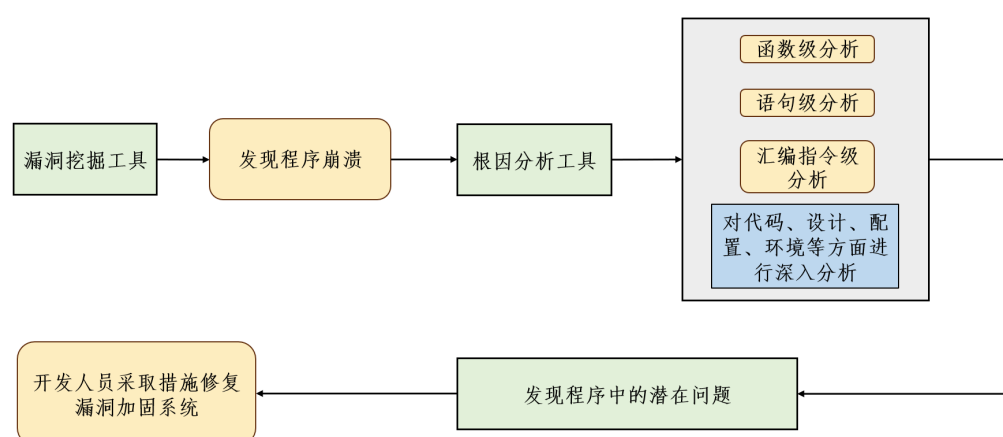 漏洞挖掘工具
发现程序崩溃
根因分析工具
函数级分析
语句级分析
汇编指令级
分析
对代码、设计、配
置、环境等方面进
行深入分析
发现程序中的潜在问题
开发人员采取措施修复
漏洞加固系统